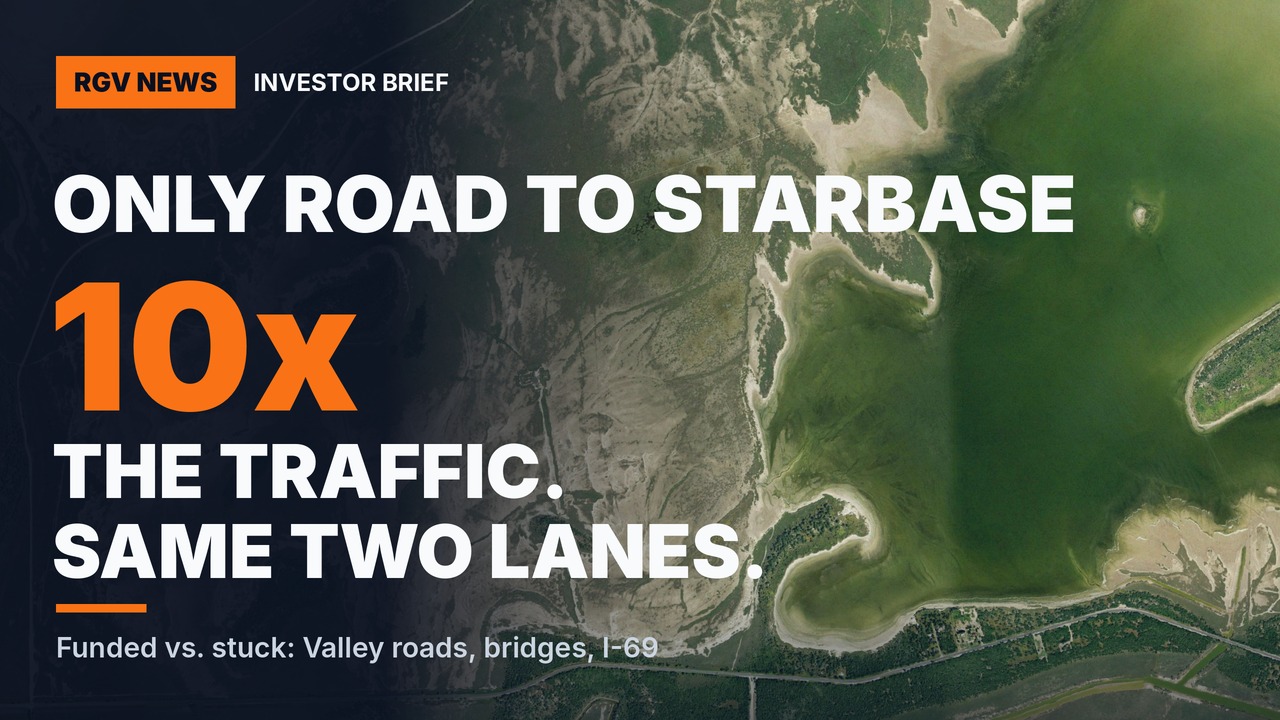 RGV NEWS INVESTOR BRIEF
ONLY ROAD TO STARBASE
10x
THE TRAFFIC.
SAME TWO LANES.
Funded vs. stuck: Valley roads, bridges, I-69